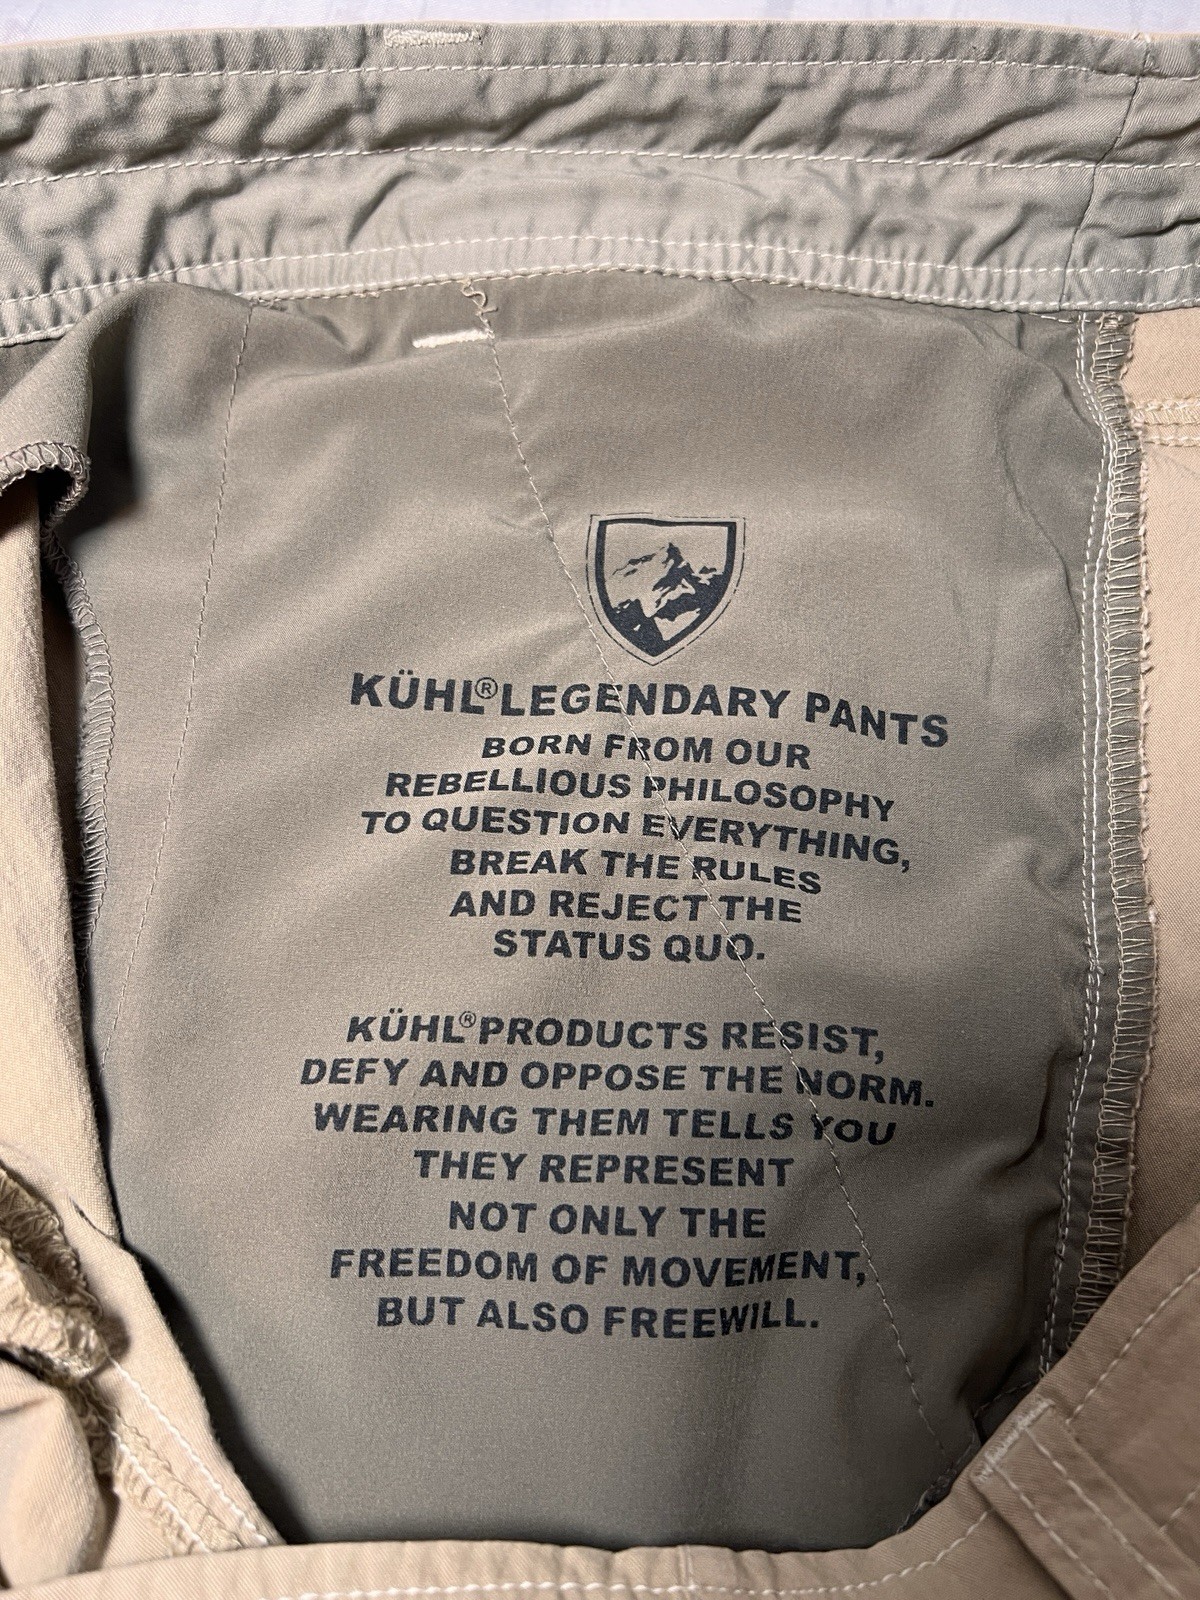 KÜHL® LEGENDARY PANTS
BORN FROM OUR
REBELLIOUS PHILOSOPHY
TO QUESTION EVERYTHING,
BREAK THE RULES
AND REJECT THE
STATUS QUO.
KÜHL® PRODUCTS RESIST,
DEFY AND OPPOSE THE NORM.
WEARING THEM TELLS YOU
THEY REPRESENT
NOT ONLY THE
FREEDOM OF MOVEMENT,
BUT ALSO FREEWILL.